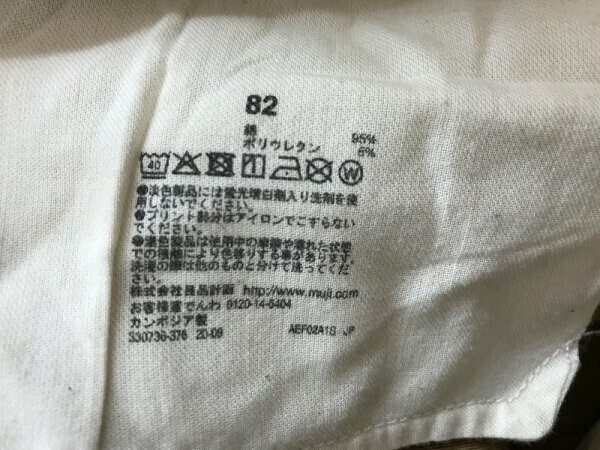 82
綿 95%
ポリウレタン 5%
40 W
●淡色製品には蛍光増白剤入り洗剤を使
用しないでください。
●プリント部分はアイロンでこすらない
でください。
●濃色製品は使用中の摩擦や濡れた状態
での接触により色移りする事があります。
洗濯の際は他のものと分けて洗ってくだ
さい。
株式会社良品計画 http://www.muji.com
お客様室でんわ 0120-14-6404
カンボジア製 AEF02A1S JP
330736-376 20-09